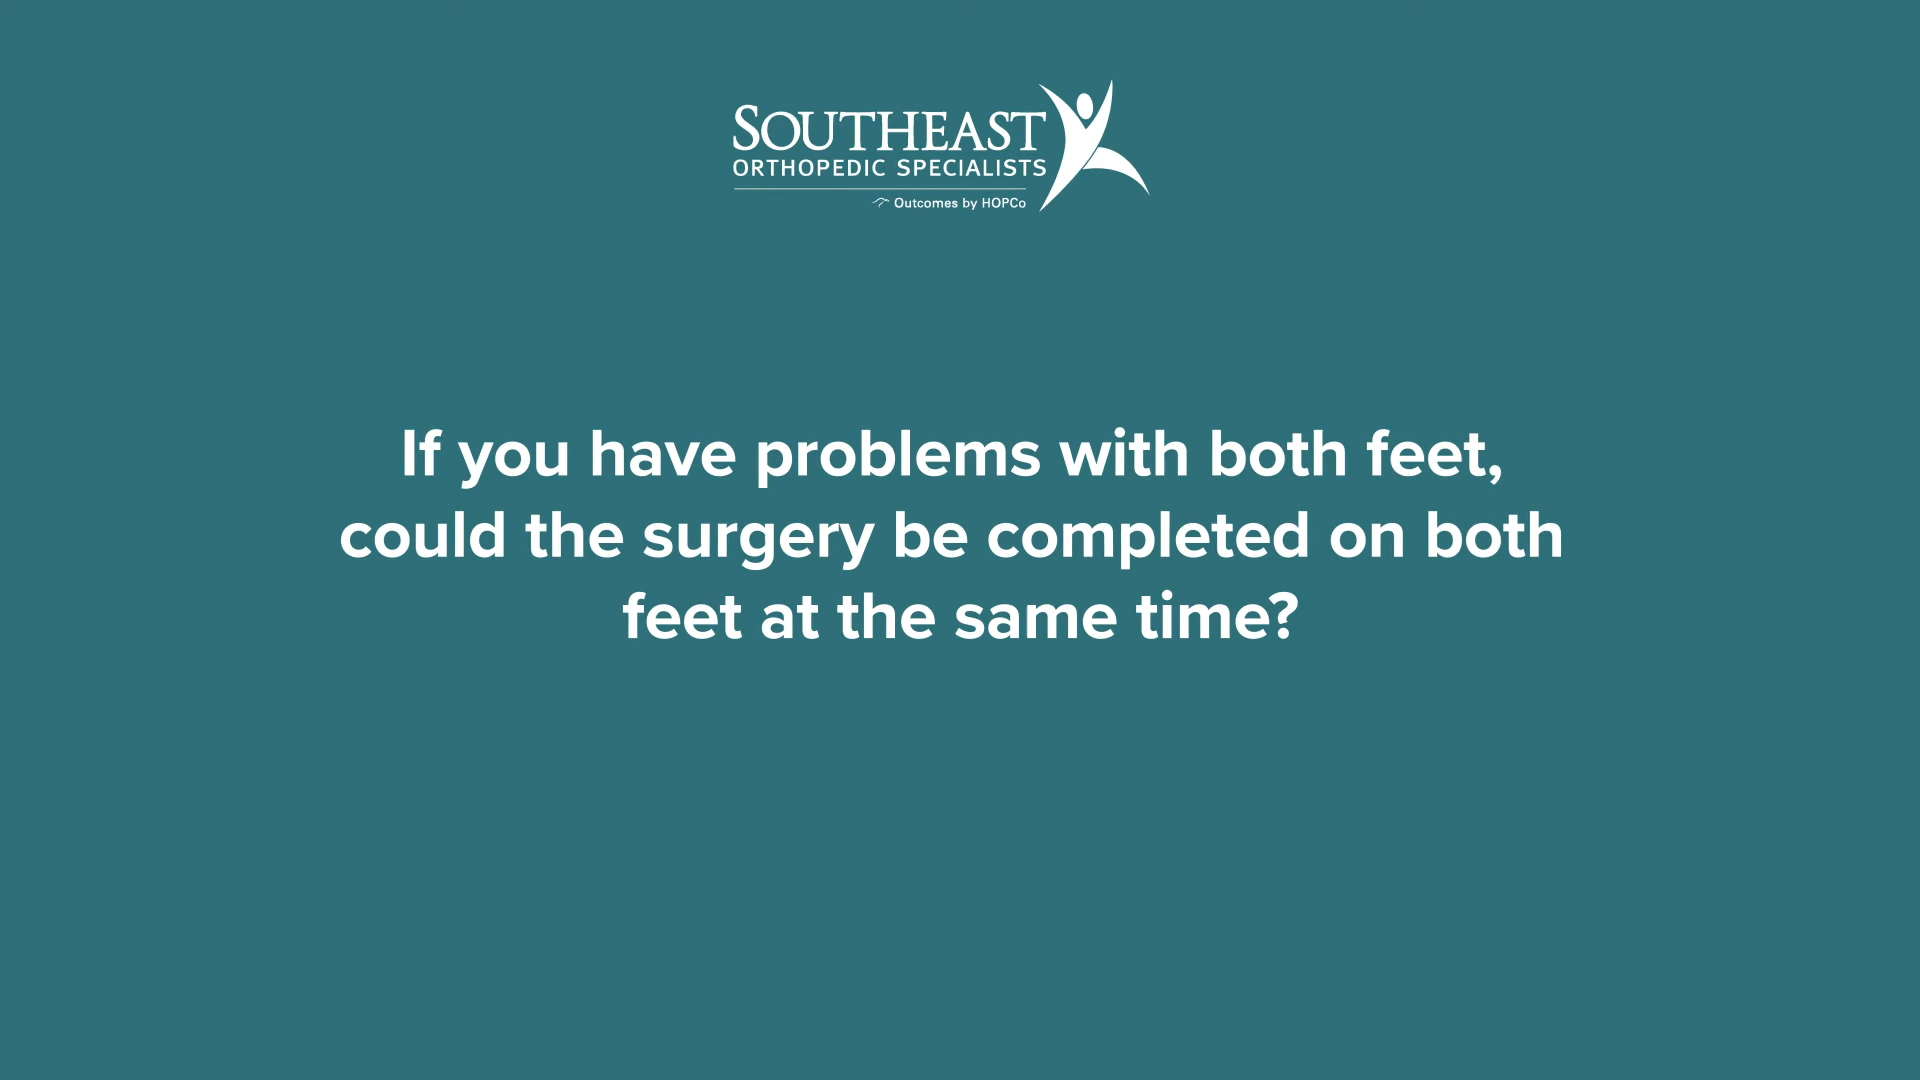 SOUTHEAST
ORTHOPEDIC SPECIALISTS
Outcomes by HOPCo
If you have problems with both feet,
could the surgery be completed on both
feet at the same time?